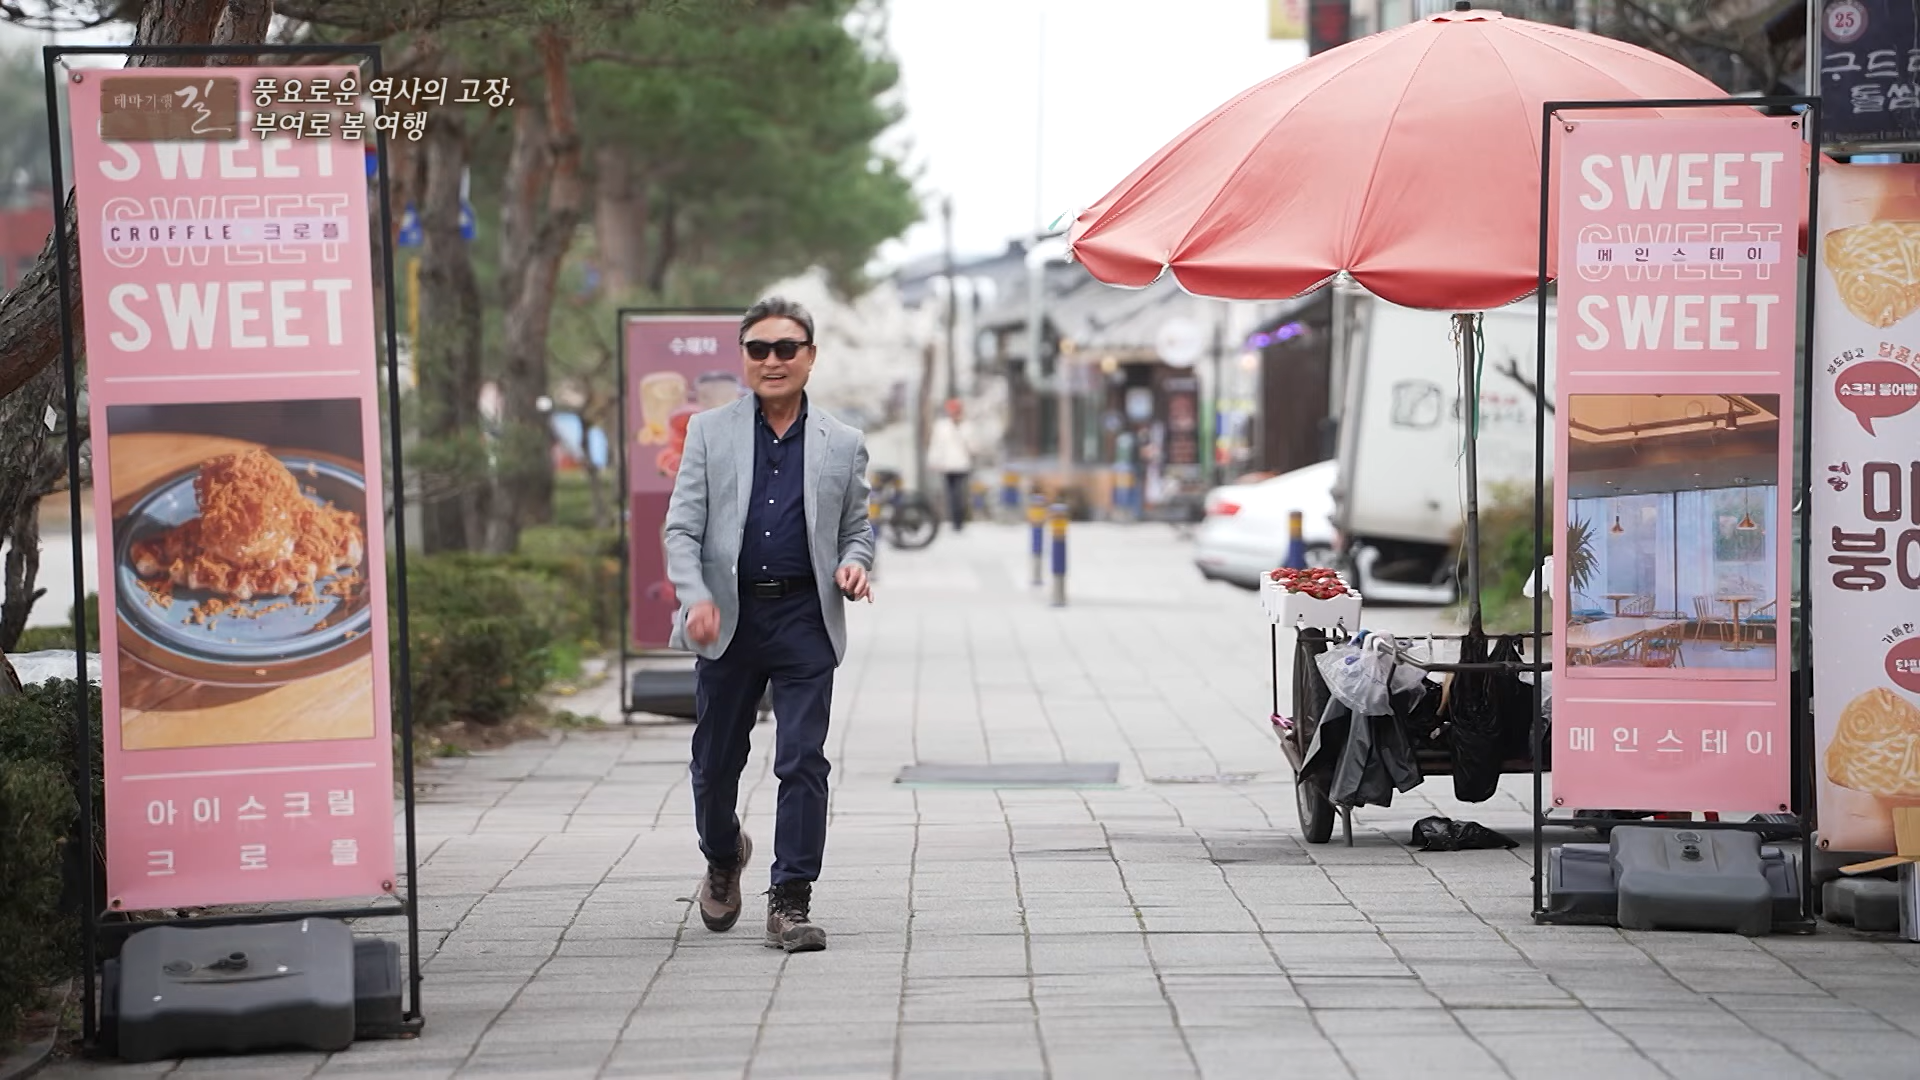 테마기행 길
풍요로운 역사의 고장,
부여로 봄 여행
SWEET
SWEET
CROFFLE 크로플
SWEET
아이스크림
크로플
수제차
SWEET
SWEET
메인스테이
SWEET
메인스테이
25
구드
돌쌈
슈크림 붕어빵
미
붕어